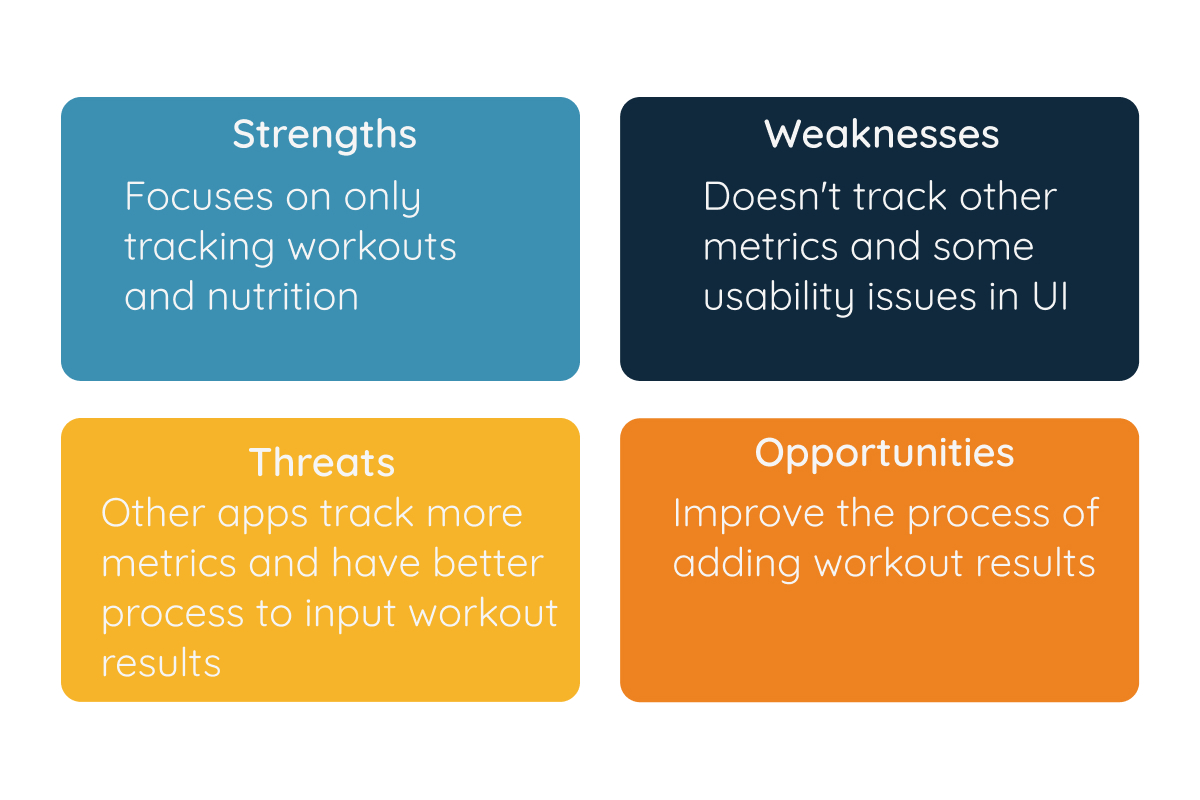 Strengths
Focuses on only
tracking workouts
and nutrition
Weaknesses
Doesn't track other
metrics and some
usability issues in UI
Threats
Other apps track more
metrics and have better
process to input workout
results
Opportunities
Improve the process of
adding workout results